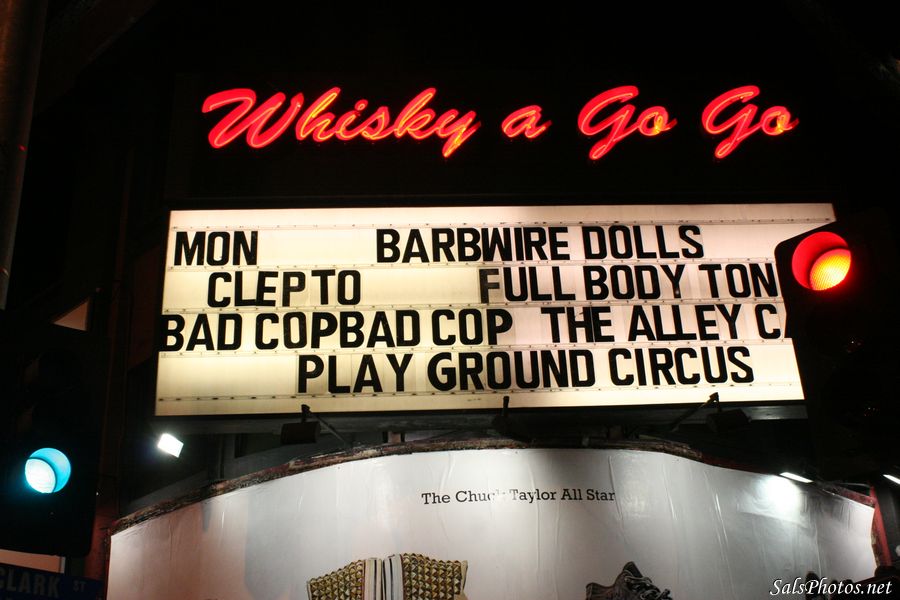 Whisky a Go Go
MON BARBWIRE DOLLS
CLEPTO FULL BODY TON
BAD COPBAD COP THE ALLEY C
PLAY GROUND CIRCUS
The Chuck Taylor All Star
CLARK ST
SalsPhotos.net